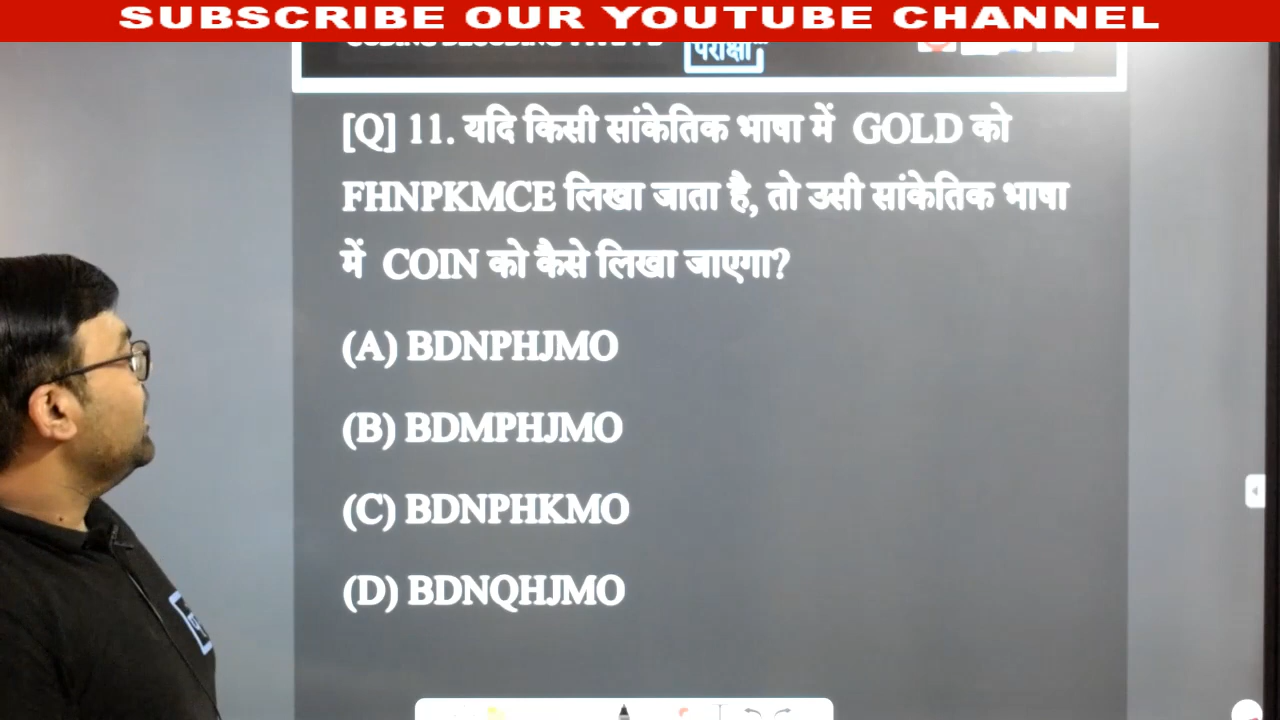 SUBSCRIBE OUR YOUTUBE CHANNEL
परीक्षा
[Q] 11. यदि किसी सांकेतिक भाषा में GOLD को
FHNPKMCE लिखा जाता है, तो उसी सांकेतिक भाषा
में COIN को कैसे लिखा जाएगा?
(A) BDNPHJMO
(B) BDMPHJMO
(C) BDNPHKMO
(D) BDNQHJMO